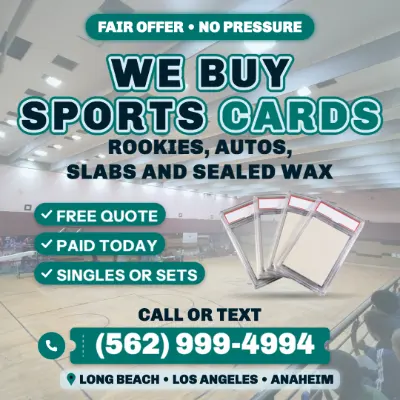 FAIR OFFER • NO PRESSURE
WE BUY
SPORTS CARDS
ROOKIES, AUTOS,
SLABS AND SEALED WAX
FREE QUOTE
PAID TODAY
SINGLES OR SETS
CALL OR TEXT
(562) 999-4994
LONG BEACH • LOS ANGELES • ANAHEIM